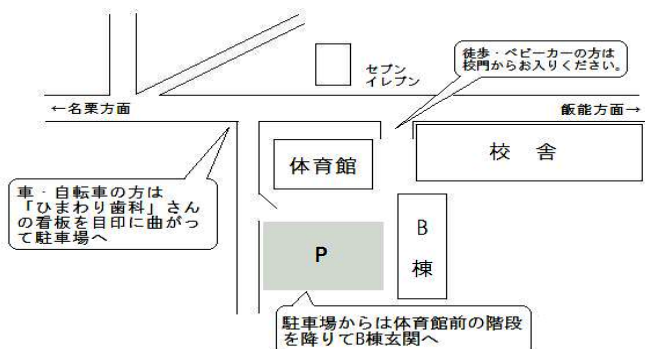 徒歩・ベビーカーの方は
校門からお入りください。
セブン
イレブン
←名栗方面
飯能方面→
体育館
校 舎
車・自転車の方は
「ひまわり歯科」さん
の看板を目印に曲がっ
て駐車場へ
B
棟
P
駐車場からは体育館前の階段
を降りてB棟玄関へ